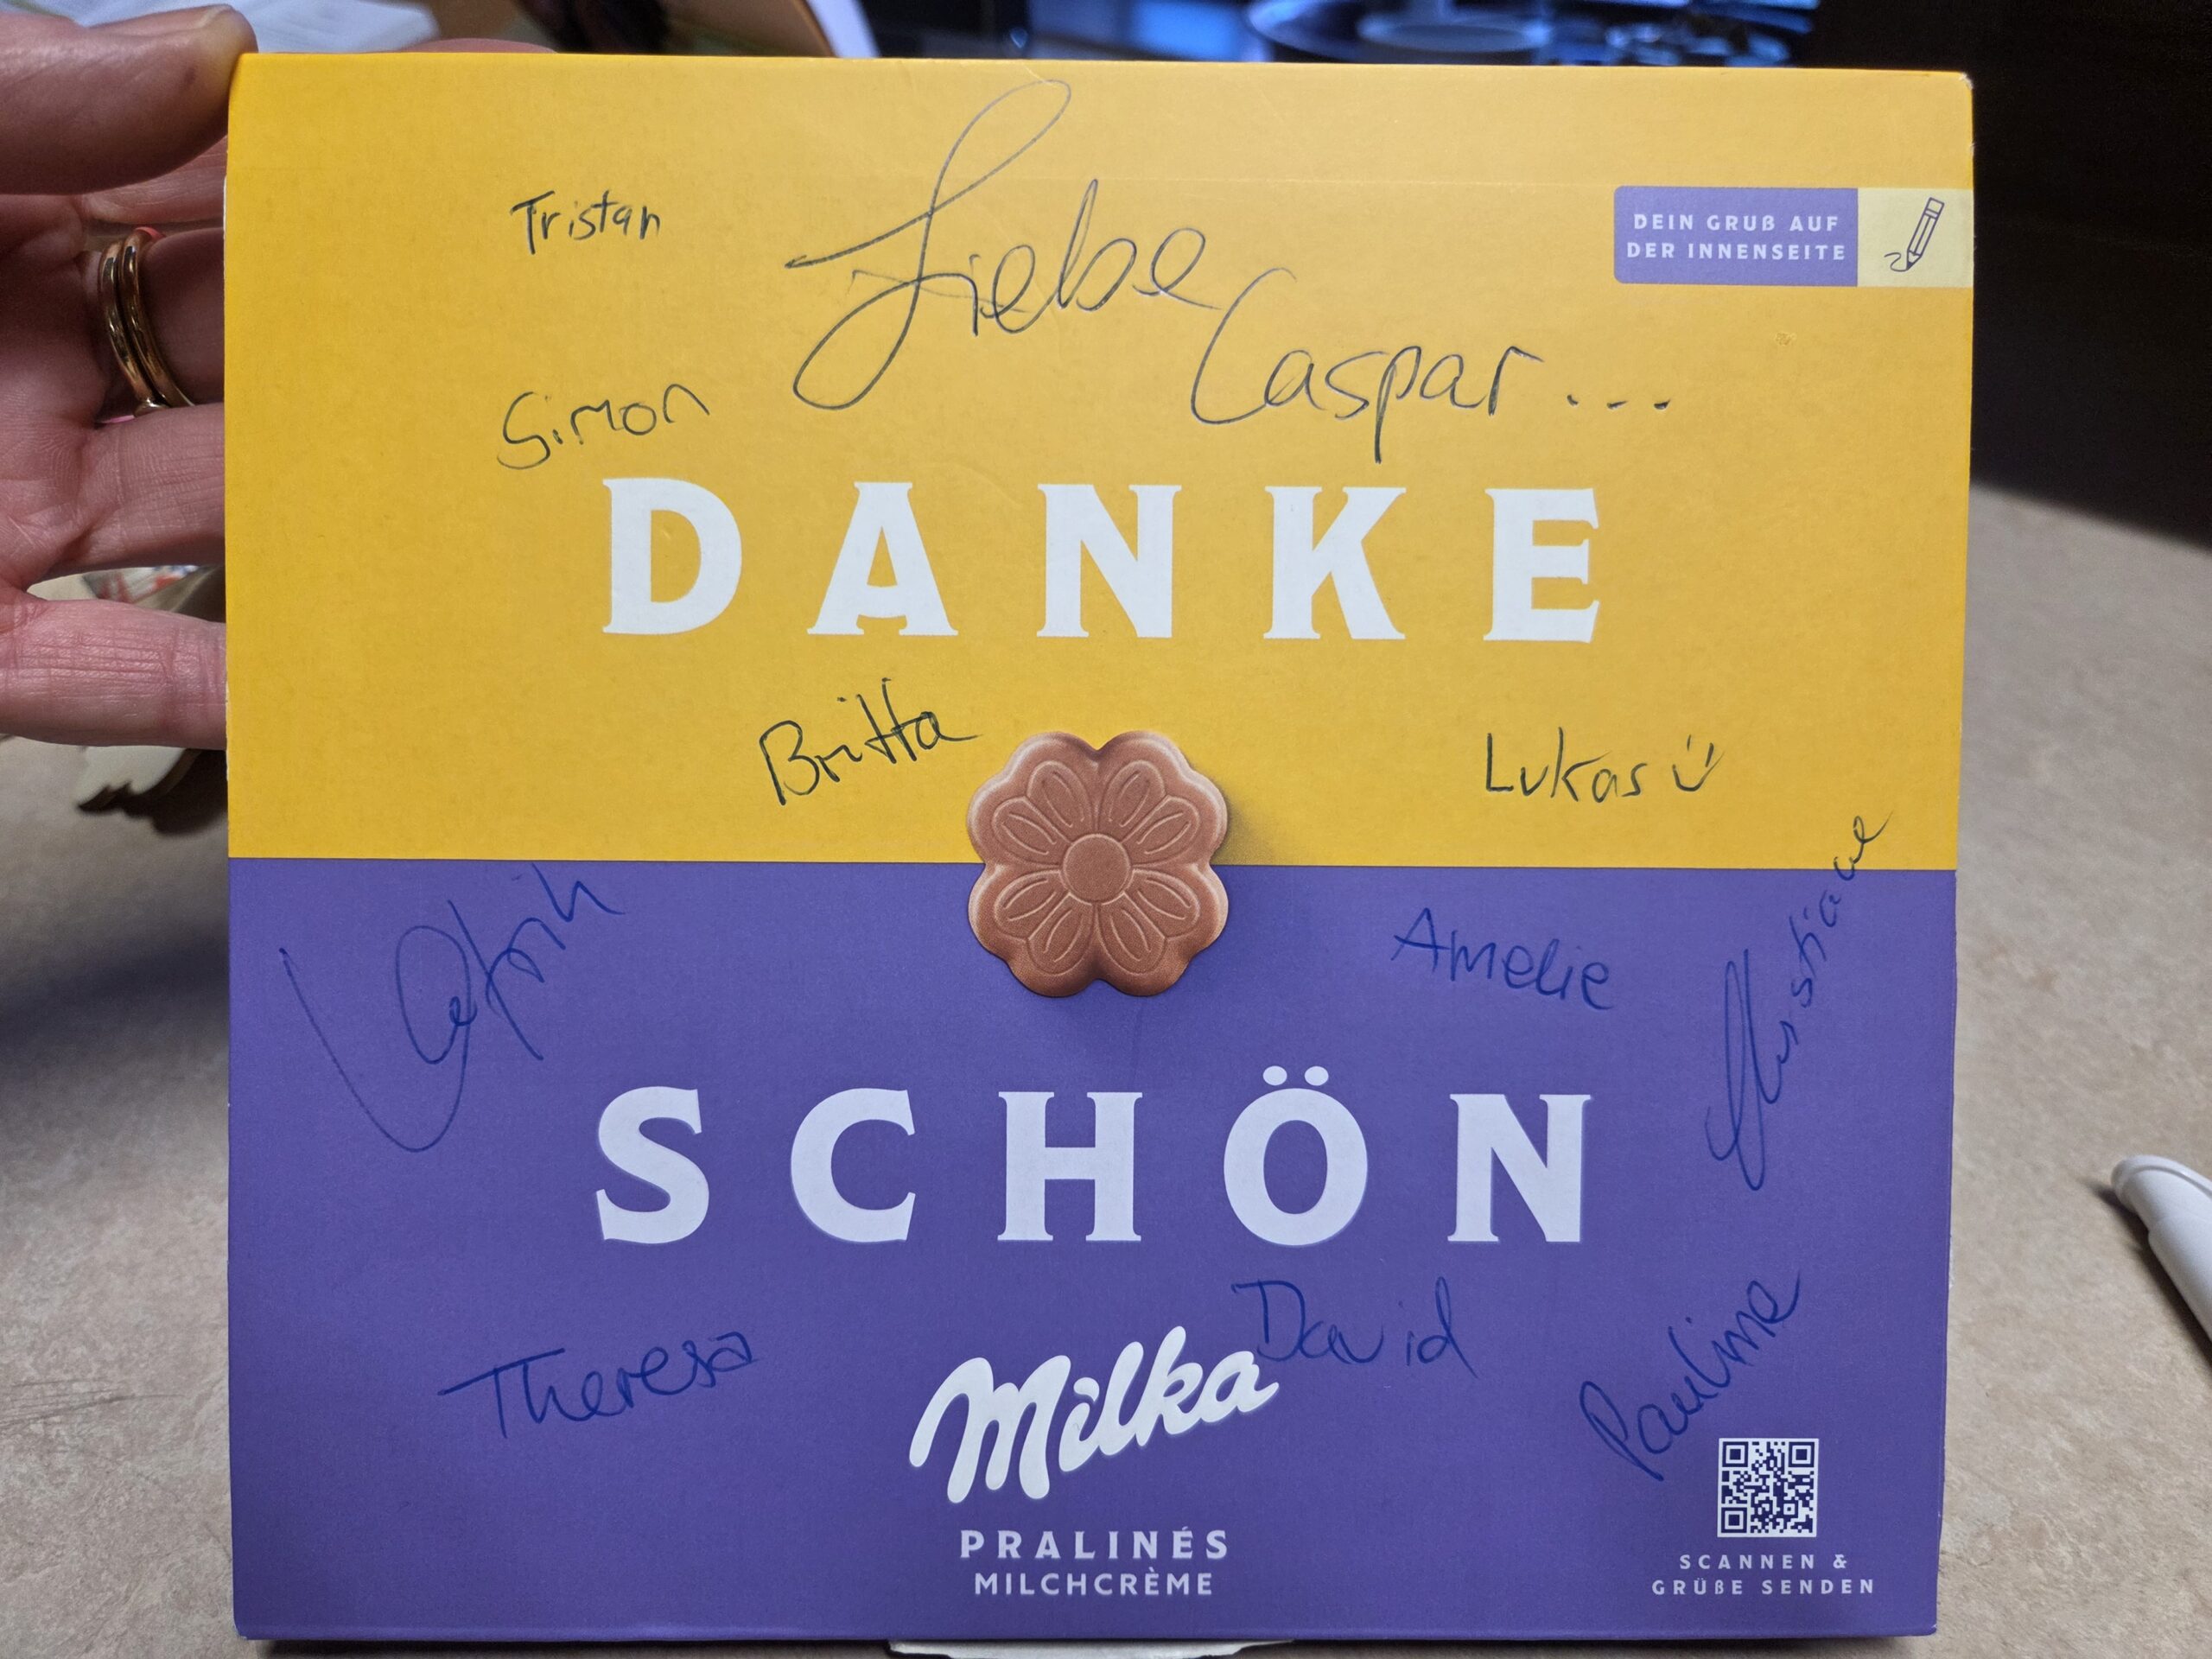 Tristan
Liebe
Caspar...
DEIN GRUß AUF
DER INNENSEITE
Simon
DANKE
Britta
Lukas
Amelie
Christiane
SCHÖN
Theresa
David
Pauline
Milka
PRALINÉS
MILCHCRÈME
SCANNEN &
GRÜßE SENDEN